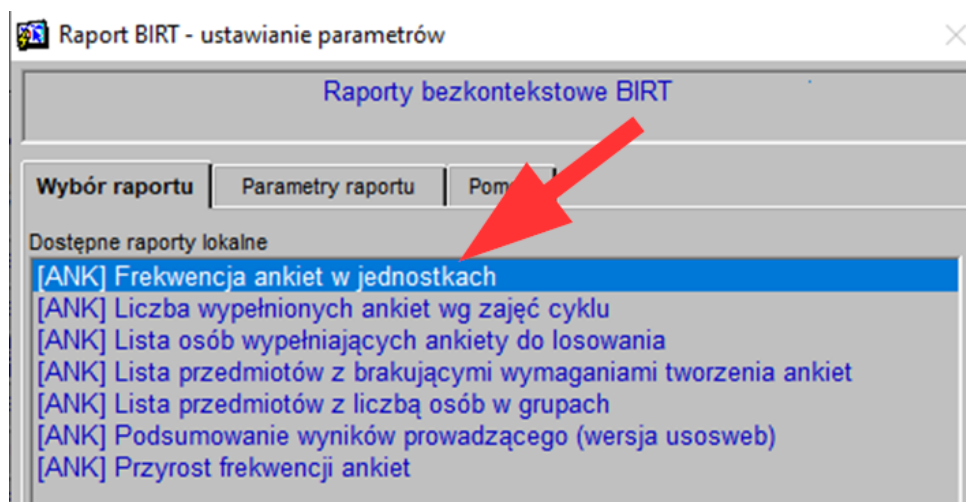 Raport BIRT - ustawianie parametrów
Raporty bezkontekstowe BIRT
Wybór raportu
Parametry raportu
Dostępne raporty lokalne
[ANK] Frekwencja ankiet w jednostkach
[ANK] Liczba wypełnionych ankiet wg zajęć cyklu
[ANK] Lista osób wypełniających ankiety do losowania
[ANK] Lista przedmiotów z brakującymi wymaganiami tworzenia ankiet
[ANK] Lista przedmiotów z liczbą osób w grupach
[ANK] Podsumowanie wyników prowadzącego (wersja usosweb)
[ANK] Przyrost frekwencji ankiet